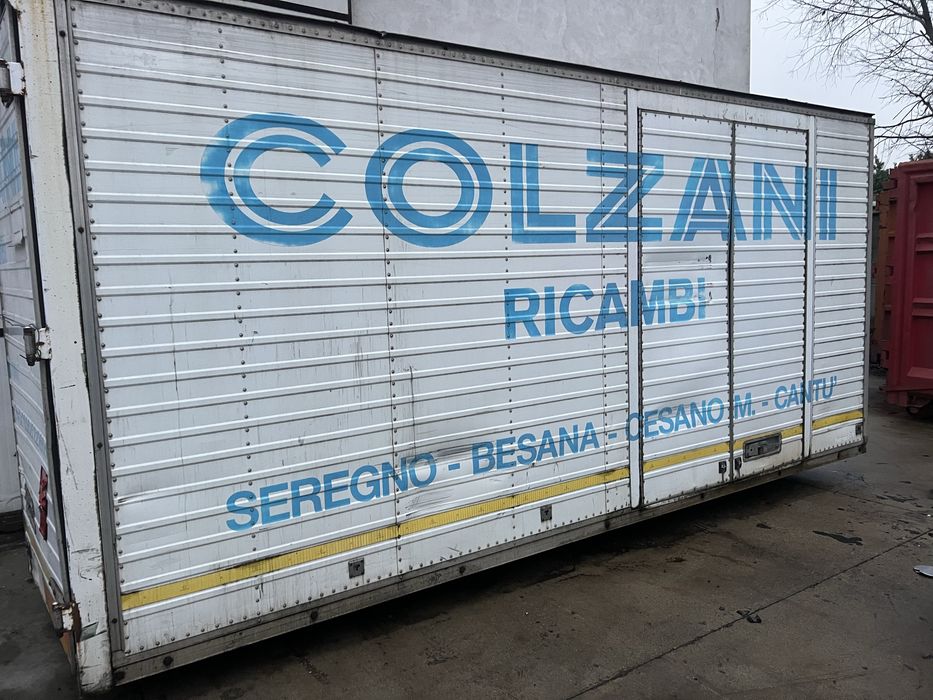 COLZANI
RICAMBI
SEREGNO - BESANA - CESANO M. - CANTU'